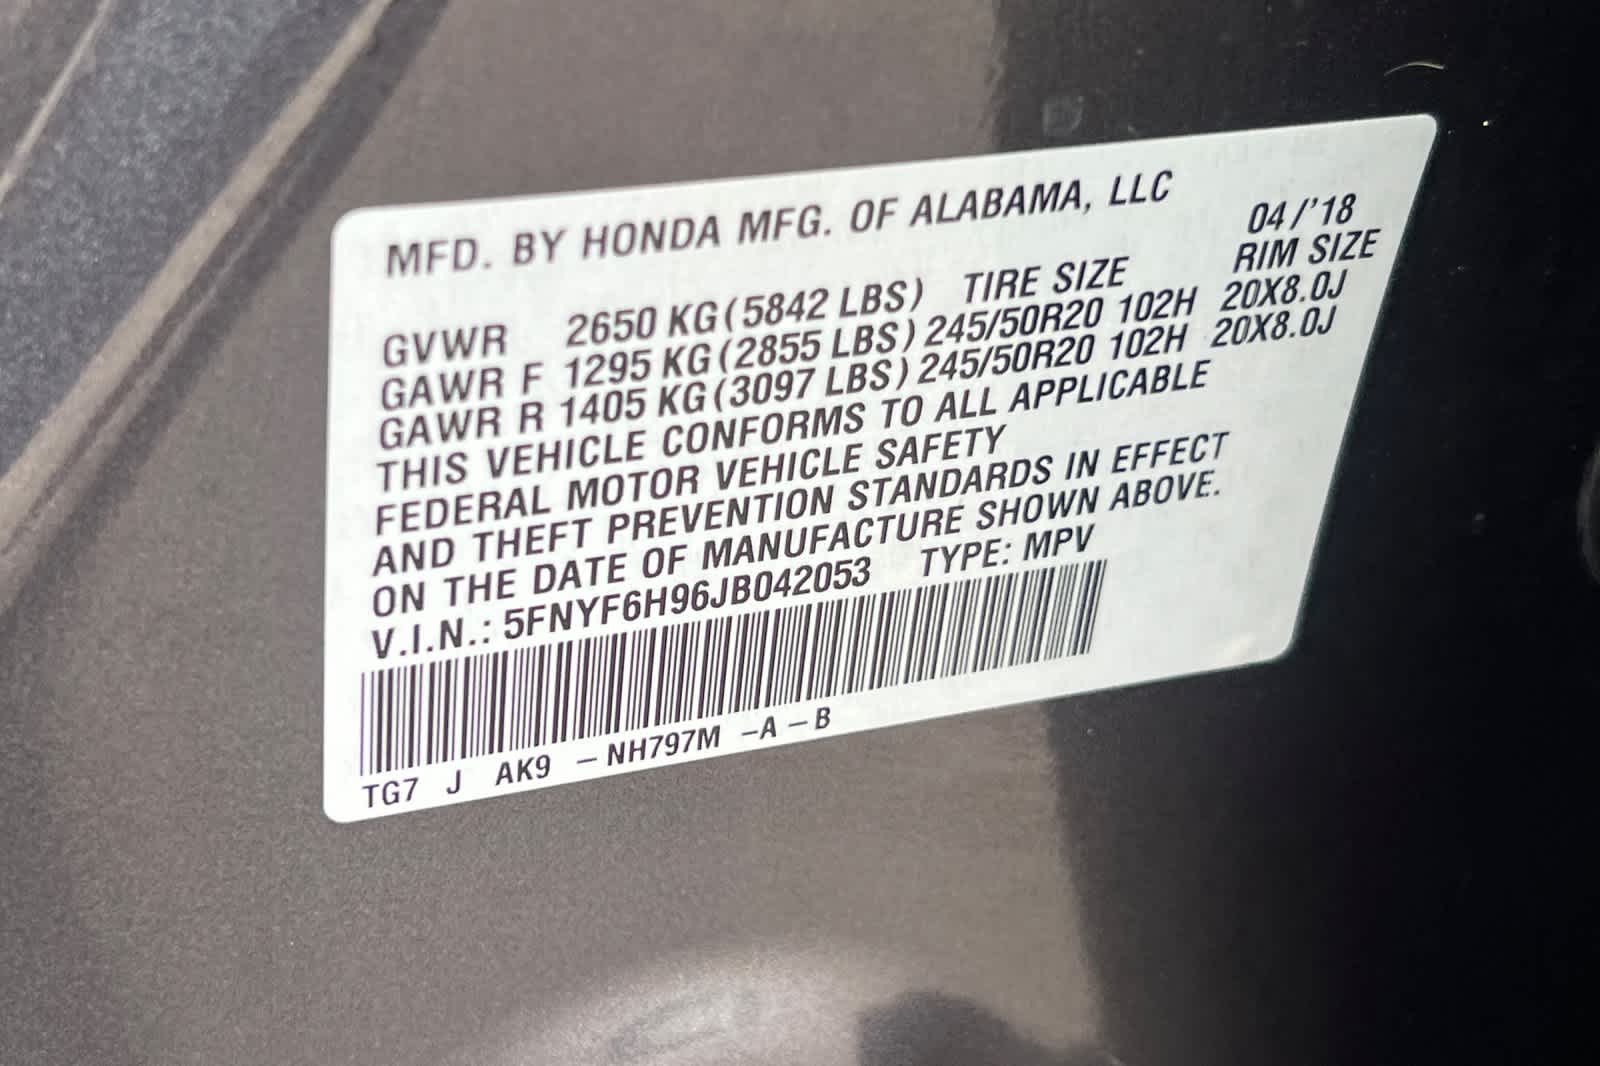 MFD. BY HONDA MFG. OF ALABAMA, LLC 04/'18
GVWR 2650 KG(5842 LBS) TIRE SIZE RIM SIZE
GAWR F 1295 KG(2855 LBS) 245/50R20 102H 20X8.0J
GAWR R 1405 KG(3097 LBS) 245/50R20 102H 20X8.0J
THIS VEHICLE CONFORMS TO ALL APPLICABLE
FEDERAL MOTOR VEHICLE SAFETY
AND THEFT PREVENTION STANDARDS IN EFFECT
ON THE DATE OF MANUFACTURE SHOWN ABOVE.
V.I.N.: 5FNYF6H96JB042053 TYPE: MPV
TG7 J AK9 -NH797M -A-B